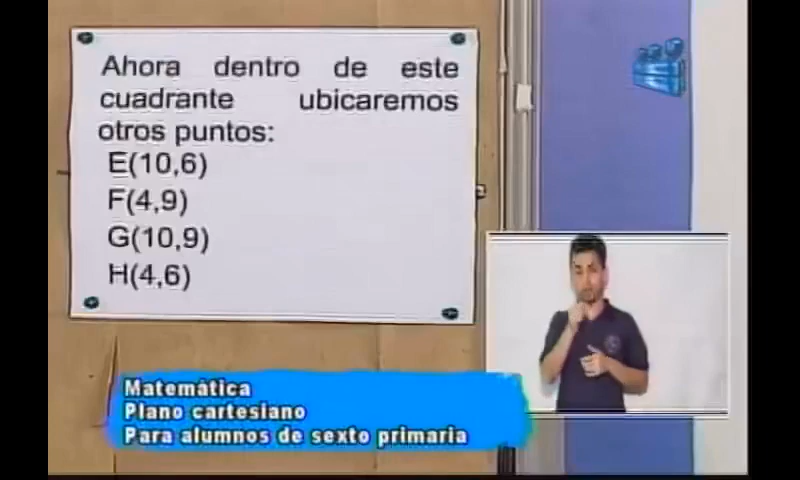 Ahora dentro de este
cuadrante ubicaremos
otros puntos:
E(10,6)
F(4,9)
G(10,9)
H(4,6)
Matemática
Plano cartesiano
Para alumnos de sexto primaria